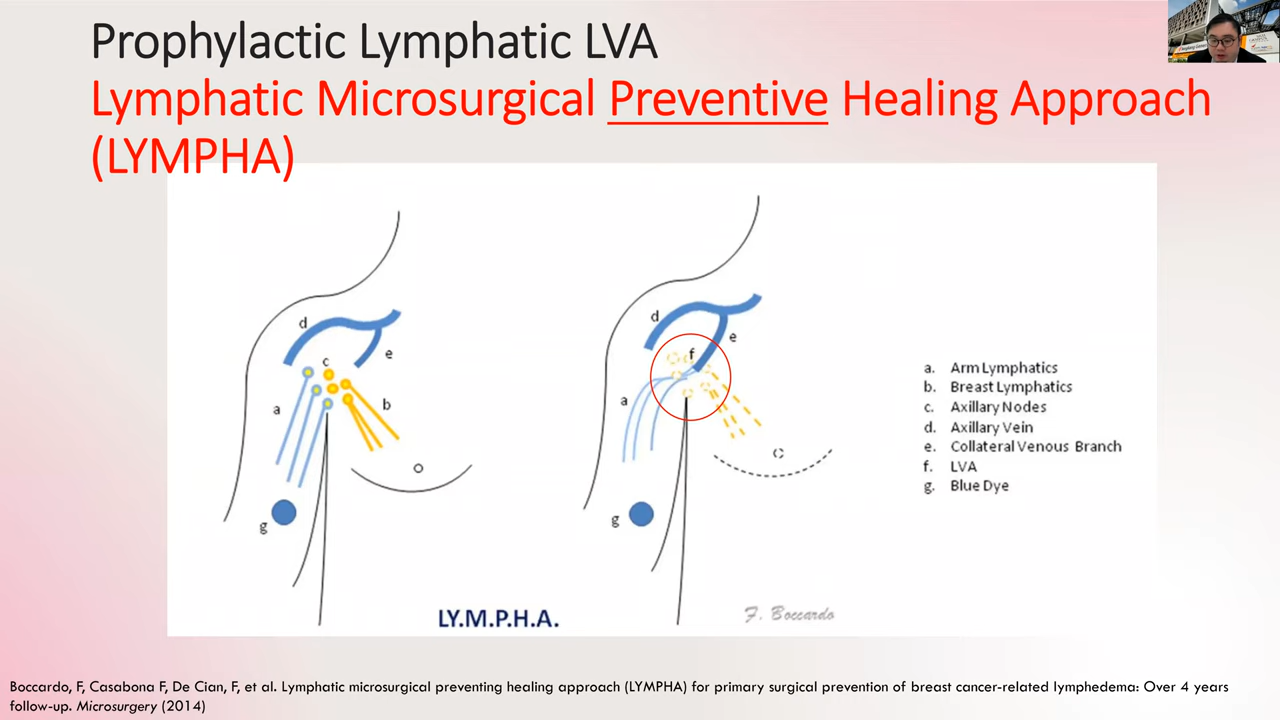 Prophylactic Lymphatic LVA
Lymphatic Microsurgical Preventive Healing Approach
(LYMPHA)
d
c
e
a
b
g
d
e
f
a
g
a. Arm Lymphatics
b. Breast Lymphatics
c. Axillary Nodes
d. Axillary Vein
e. Collateral Venous Branch
f. LVA
g. Blue Dye
LY.M.P.H.A.
F. Boccardo
Boccardo, F, Casabona F, De Cian, F, et al. Lymphatic microsurgical preventing healing approach (LYMPHA) for primary surgical prevention of breast cancer-related lymphedema: Over 4 years
follow-up. Microsurgery (2014)